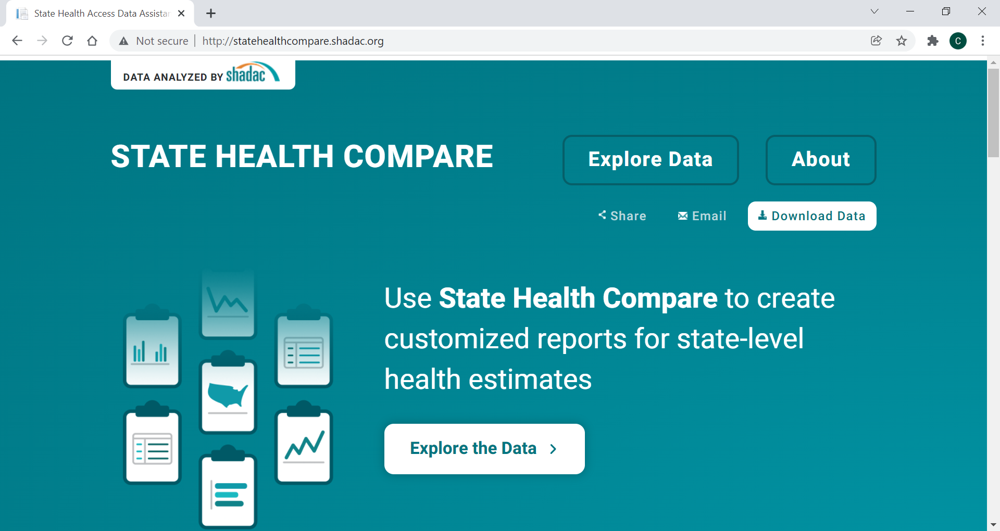 State Health Access Data Assistan
Not secure
http://statehealthcompare.shadac.org
C
DATA ANALYZED BY shadac
STATE HEALTH COMPARE
Explore Data
About
Share
Email
Download Data
Use State Health Compare to create
customized reports for state-level
health estimates
Explore the Data